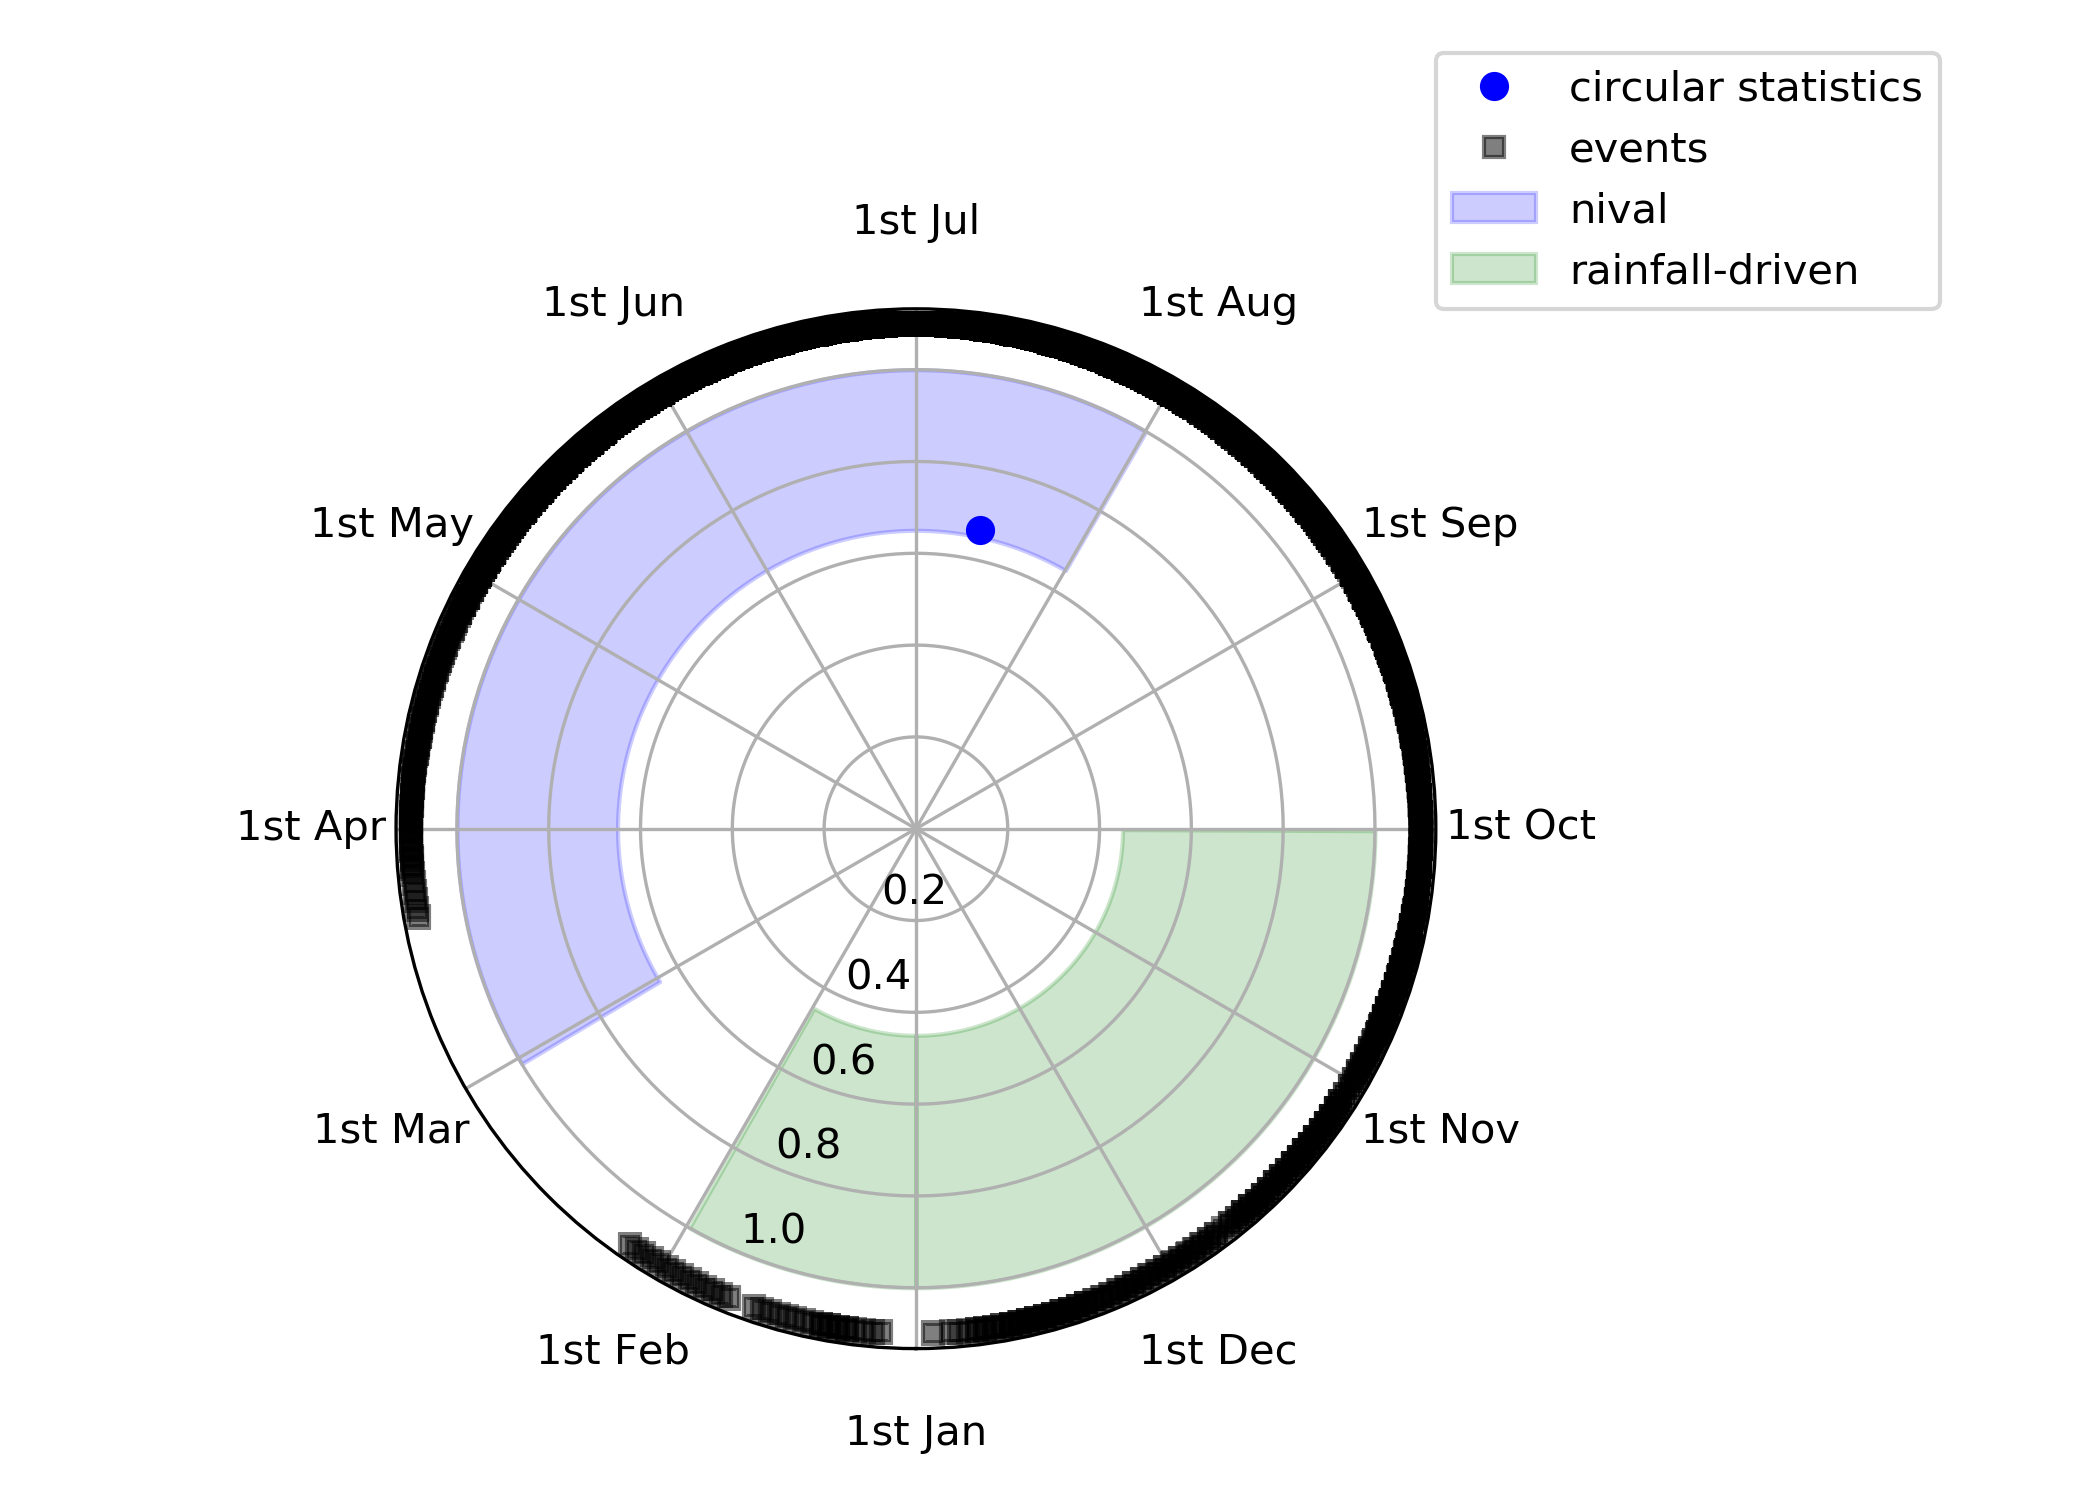 circular statistics
events
nival
rainfall-driven
1st Jul
1st Jun
1st Aug
1st May
1st Sep
1st Apr
1st Oct
0.2
0.4
0.6
0.8
1.0
1st Mar
1st Nov
1st Feb
1st Dec
1st Jan